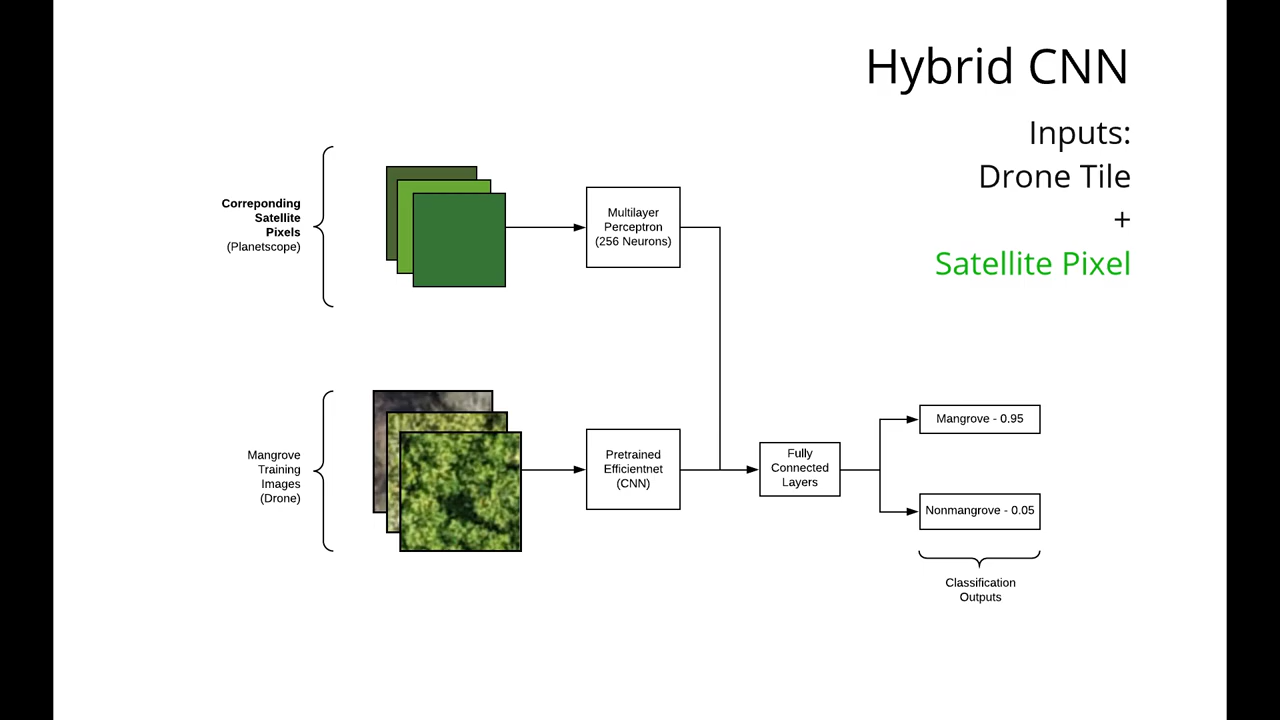 Hybrid CNN
Inputs:
Drone Tile
+
Satellite Pixel
Correponding
Satellite
Pixels
(Planetscope)
Multilayer
Perceptron
(256 Neurons)
Mangrove
Training
Images
(Drone)
Pretrained
Efficientnet
(CNN)
Fully
Connected
Layers
Mangrove - 0.95
Nonmangrove - 0.05
Classification
Outputs